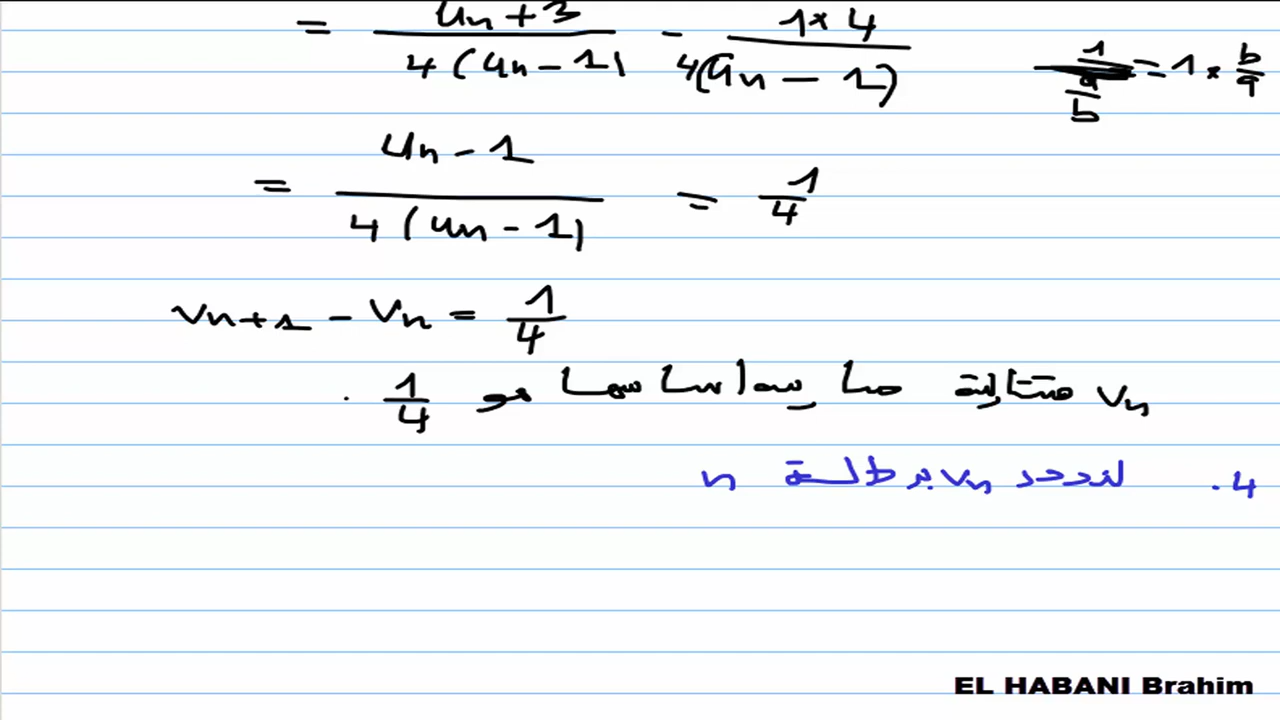 = (Un + 3) / 4(Un - 1) - 1 × 4 / 4(Un - 1)
1 / (a/b) = 1 × b/a
= (Un - 1) / 4(Un - 1) = 1/4
Vn+1 - Vn = 1/4
Vn متتالية حسابية أساسها هو 1/4 .
4. لنحدد Vn بدلالة n
EL HABANI Brahim